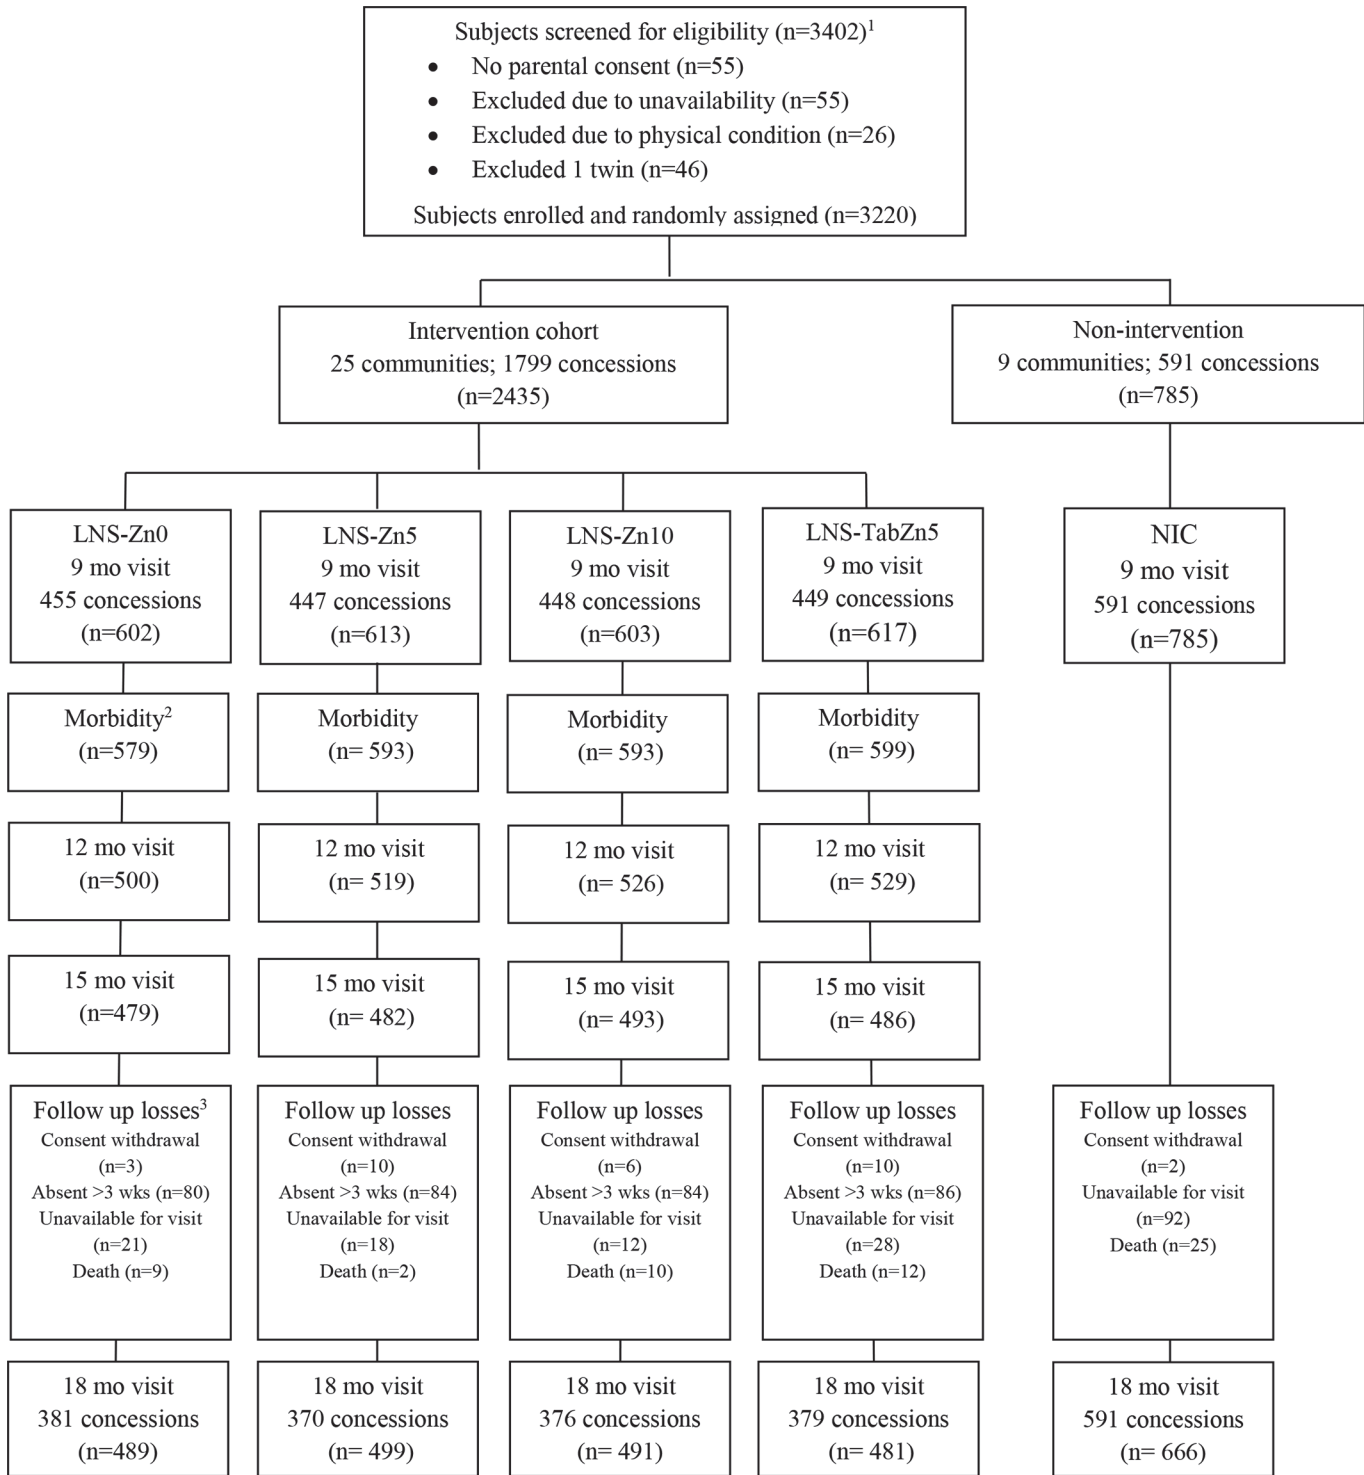 Subjects screened for eligibility (n=3402)1
• No parental consent (n=55)
• Excluded due to unavailability (n=55)
• Excluded due to physical condition (n=26)
• Excluded 1 twin (n=46)
Subjects enrolled and randomly assigned (n=3220)
Intervention cohort
25 communities; 1799 concessions
(n=2435)
Non-intervention
9 communities; 591 concessions
(n=785)
LNS-Zn0
9 mo visit
455 concessions
(n=602)
LNS-Zn5
9 mo visit
447 concessions
(n=613)
LNS-Zn10
9 mo visit
448 concessions
(n=603)
LNS-TabZn5
9 mo visit
449 concessions
(n=617)
NIC
9 mo visit
591 concessions
(n=785)
Morbidity2
(n=579)
Morbidity
(n= 593)
Morbidity
(n= 593)
Morbidity
(n= 599)
12 mo visit
(n=500)
12 mo visit
(n= 519)
12 mo visit
(n= 526)
12 mo visit
(n= 529)
15 mo visit
(n=479)
15 mo visit
(n= 482)
15 mo visit
(n= 493)
15 mo visit
(n= 486)
Follow up losses3
Consent withdrawal
(n=3)
Absent >3 wks (n=80)
Unavailable for visit
(n=21)
Death (n=9)
Follow up losses
Consent withdrawal
(n=10)
Absent >3 wks (n=84)
Unavailable for visit
(n=18)
Death (n=2)
Follow up losses
Consent withdrawal
(n=6)
Absent >3 wks (n=84)
Unavailable for visit
(n=12)
Death (n=10)
Follow up losses
Consent withdrawal
(n=10)
Absent >3 wks (n=86)
Unavailable for visit
(n=28)
Death (n=12)
Follow up losses
Consent withdrawal
(n=2)
Unavailable for visit
(n=92)
Death (n=25)
18 mo visit
381 concessions
(n=489)
18 mo visit
370 concessions
(n= 499)
18 mo visit
376 concessions
(n= 491)
18 mo visit
379 concessions
(n= 481)
18 mo visit
591 concessions
(n= 666)